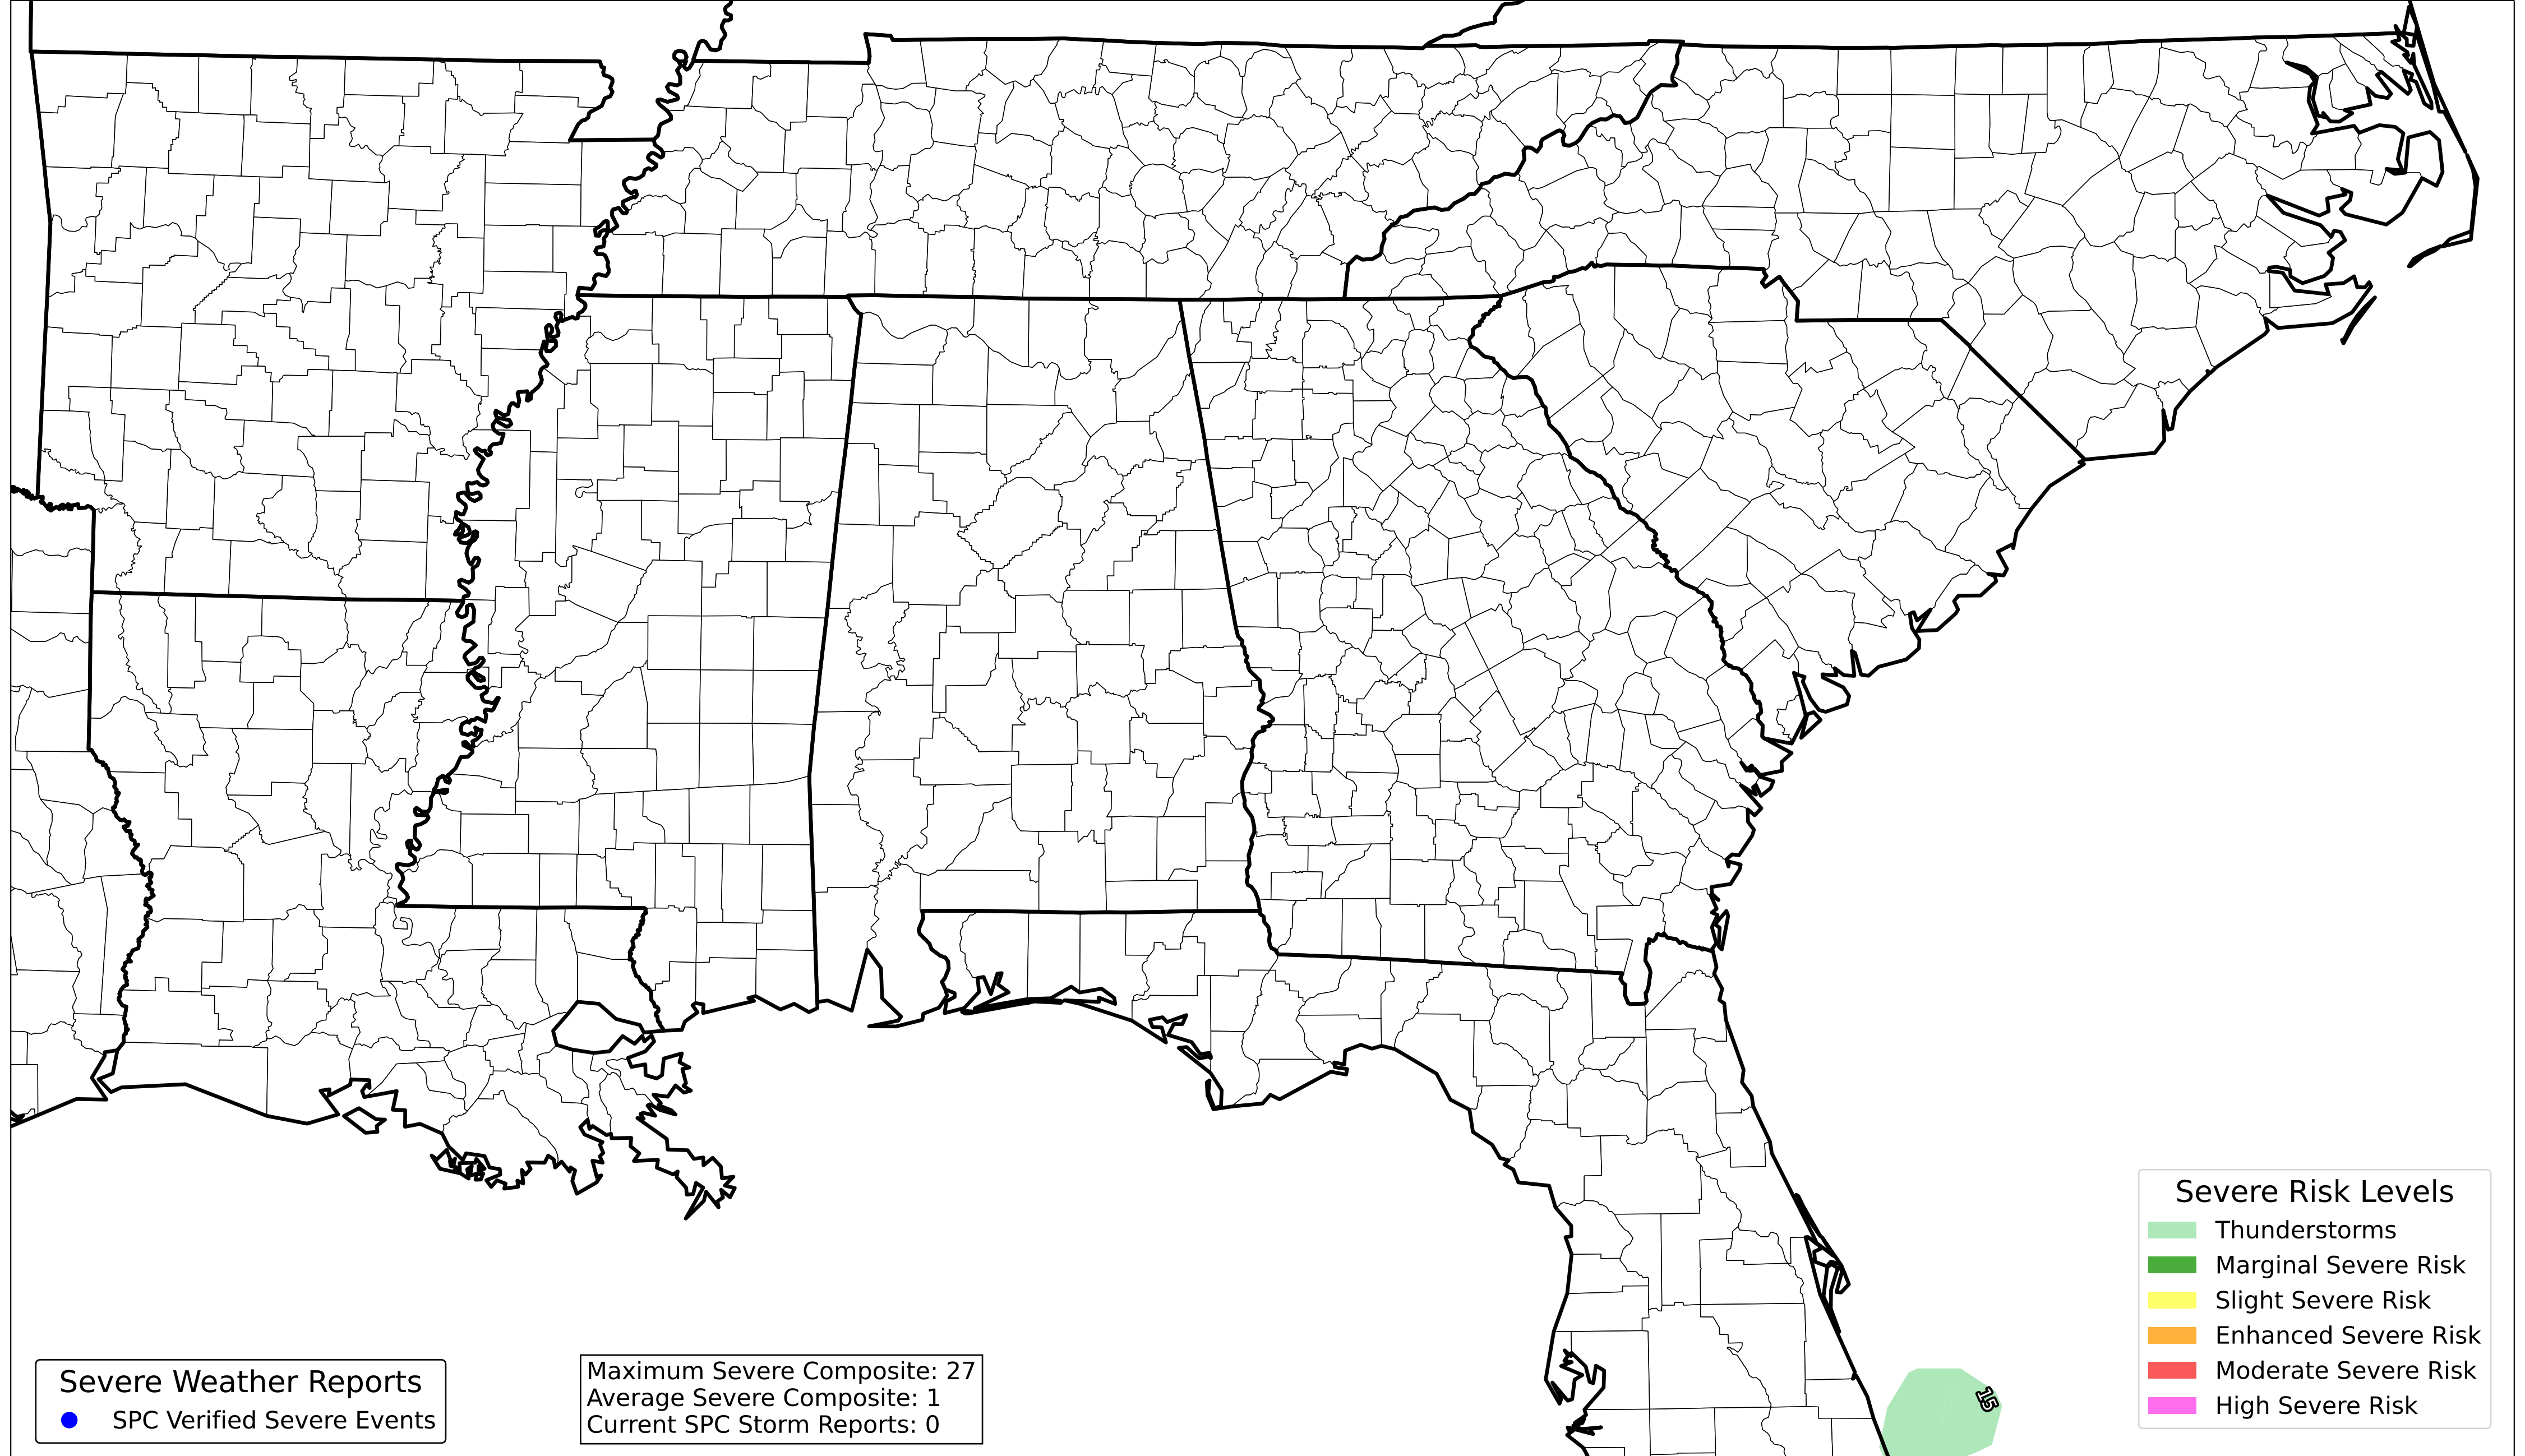 Severe Risk Levels
Thunderstorms
Marginal Severe Risk
Slight Severe Risk
Enhanced Severe Risk
Moderate Severe Risk
High Severe Risk
Severe Weather Reports
SPC Verified Severe Events
Maximum Severe Composite: 27
Average Severe Composite: 1
Current SPC Storm Reports: 0
15